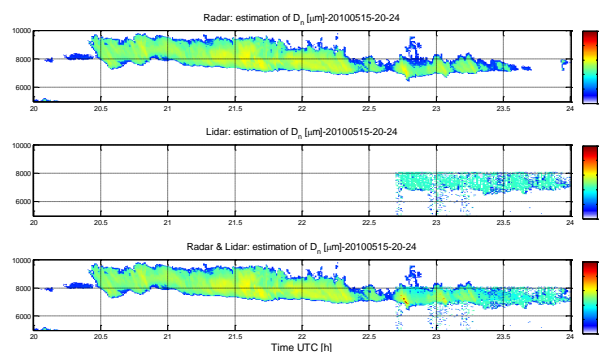 Radar: estimation of Dn [μm]-20100515-20-24
10000
8000
6000
20 20.5 21 21.5 22 22.5 23 23.5 24
Lidar: estimation of Dn [μm]-20100515-20-24
10000
8000
6000
20 20.5 21 21.5 22 22.5 23 23.5 24
Radar & Lidar: estimation of Dn [μm]-20100515-20-24
10000
8000
6000
20 20.5 21 21.5 22 22.5 23 23.5 24
Time UTC [h]